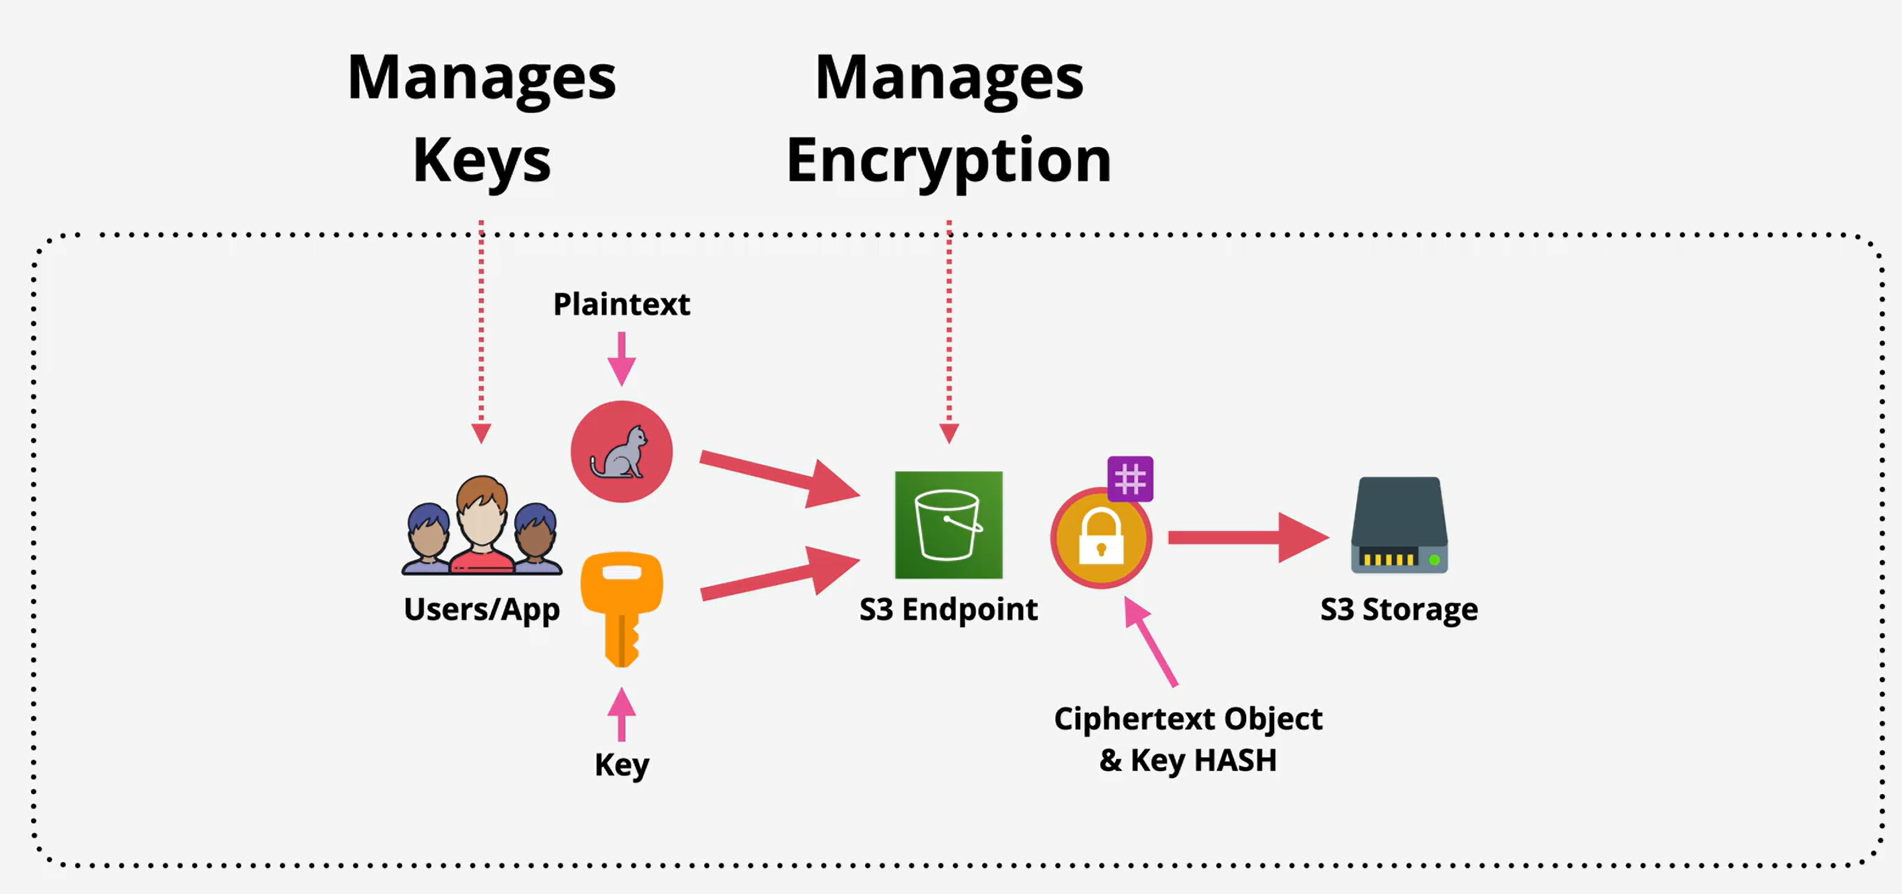 Manages
Keys
Manages
Encryption
Plaintext
Users/App
S3 Endpoint
S3 Storage
Key
Ciphertext Object
& Key HASH